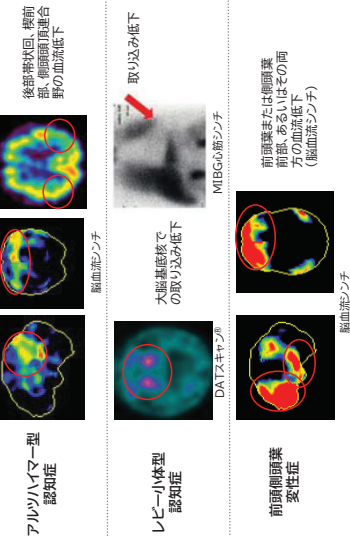 アルツハイマー型
認知症
脳血流シンチ
後部帯状回、楔前
部、側頭頭頂連合
野の血流低下
レビー小体型
認知症
DATスキャン®
大脳基底核で
の取り込み低下
MIBG心筋シンチ
取り込み低下
前頭側頭葉
変性症
脳血流シンチ
前頭葉または側頭葉
前部、あるいはその両
方の血流低下
（脳血流シンチ）